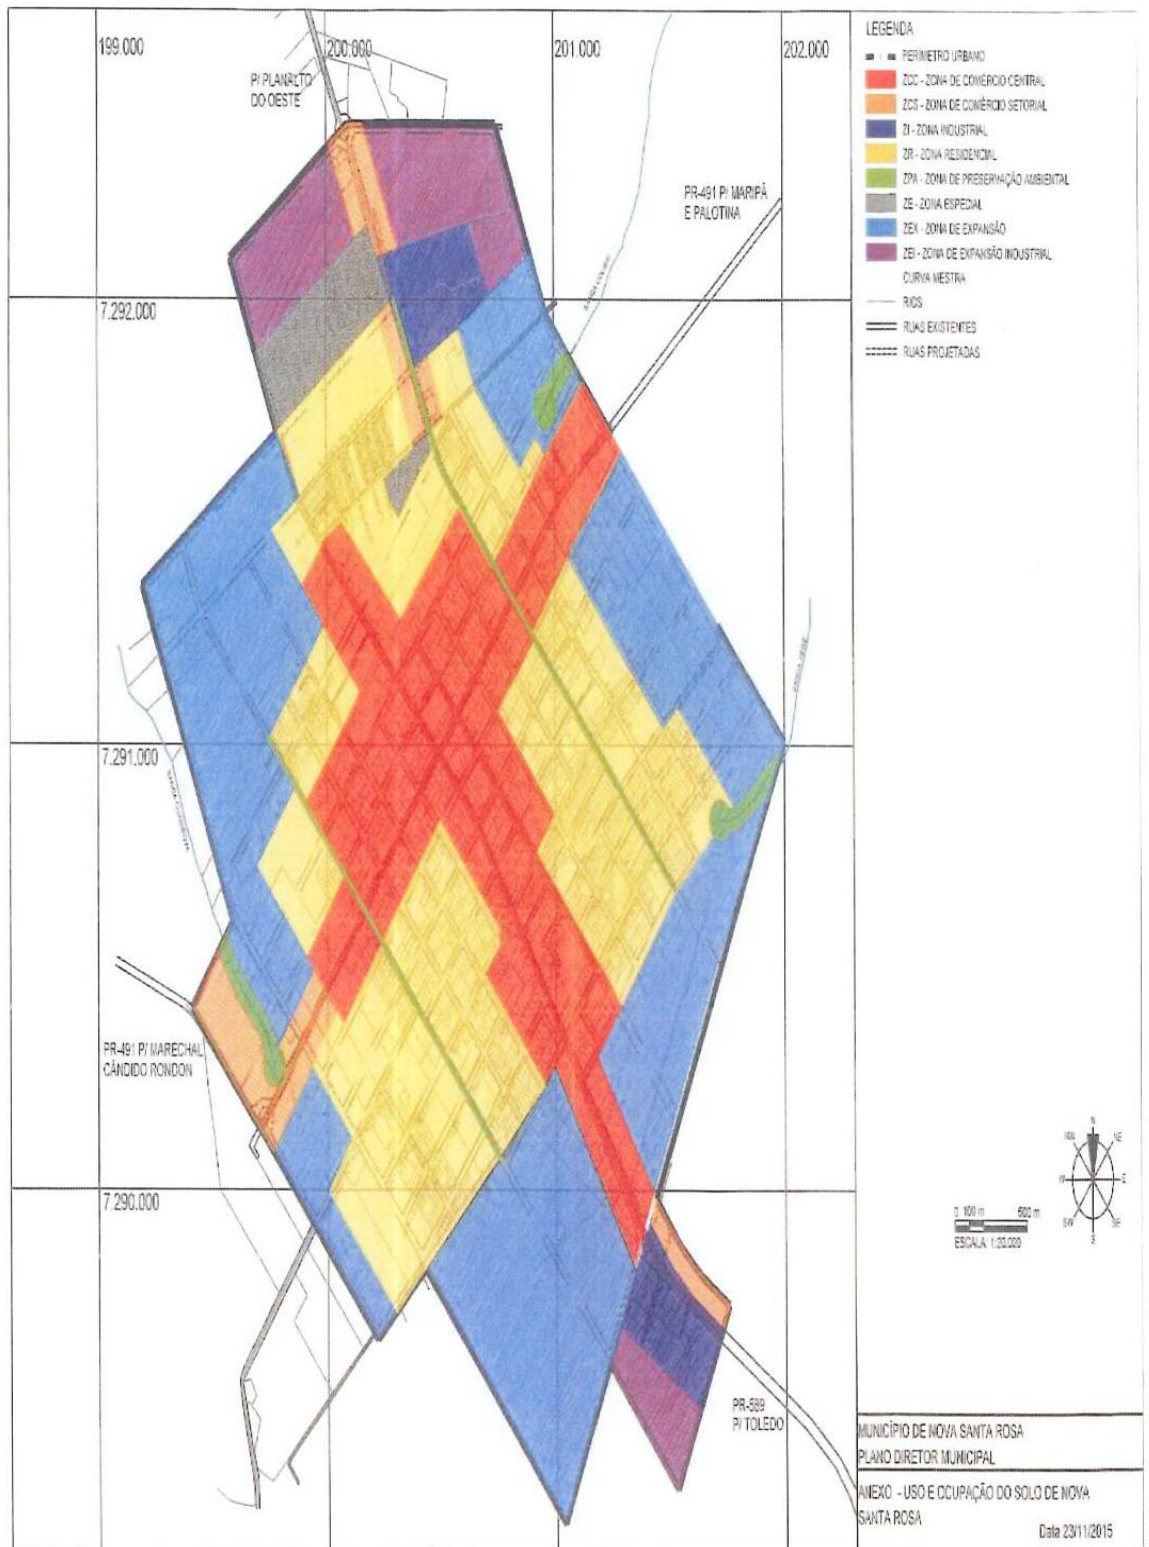 199.000
200.000
201.000
202.000
P/ PLANALTO
DO OESTE
PR-491 P/ MARIPÁ
E PALOTINA
7.292.000
7.291.000
PR-491 P/ MARECHAL
CÂNDIDO RONDON
7.290.000
PR-589
P/ TOLEDO
LEGENDA
PERÍMETRO URBANO
ZCC - ZONA DE COMÉRCIO CENTRAL
ZCS - ZONA DE COMÉRCIO SETORIAL
ZI - ZONA INDUSTRIAL
ZR - ZONA RESIDENCIAL
ZPA - ZONA DE PRESERVAÇÃO AMBIENTAL
ZE - ZONA ESPECIAL
ZEX - ZONA DE EXPANSÃO
ZEI - ZONA DE EXPANSÃO INDUSTRIAL
CURVA MESTRA
RIOS
RUAS EXISTENTES
RUAS PROJETADAS
N
NW NE
W E
SW SE
S
0 100 m 500 m
ESCALA: 1:20.000
MUNICÍPIO DE NOVA SANTA ROSA
PLANO DIRETOR MUNICIPAL
ANEXO - USO E OCUPAÇÃO DO SOLO DE NOVA
SANTA ROSA
Data 23/11/2015